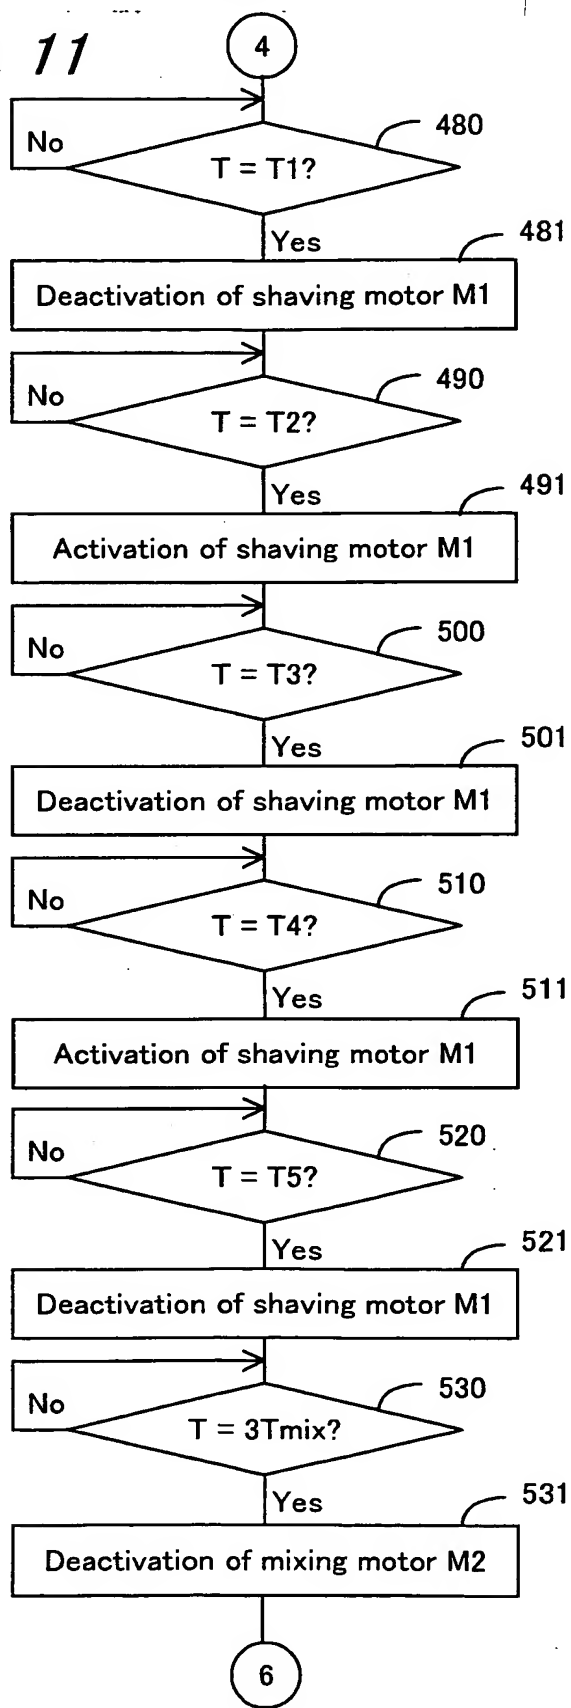 11
4
480
No
T = T1?
Yes
481
Deactivation of shaving motor M1
490
No
T = T2?
Yes
491
Activation of shaving motor M1
500
No
T = T3?
Yes
501
Deactivation of shaving motor M1
510
No
T = T4?
Yes
511
Activation of shaving motor M1
520
No
T = T5?
Yes
521
Deactivation of shaving motor M1
530
No
T = 3Tmix?
Yes
531
Deactivation of mixing motor M2
6